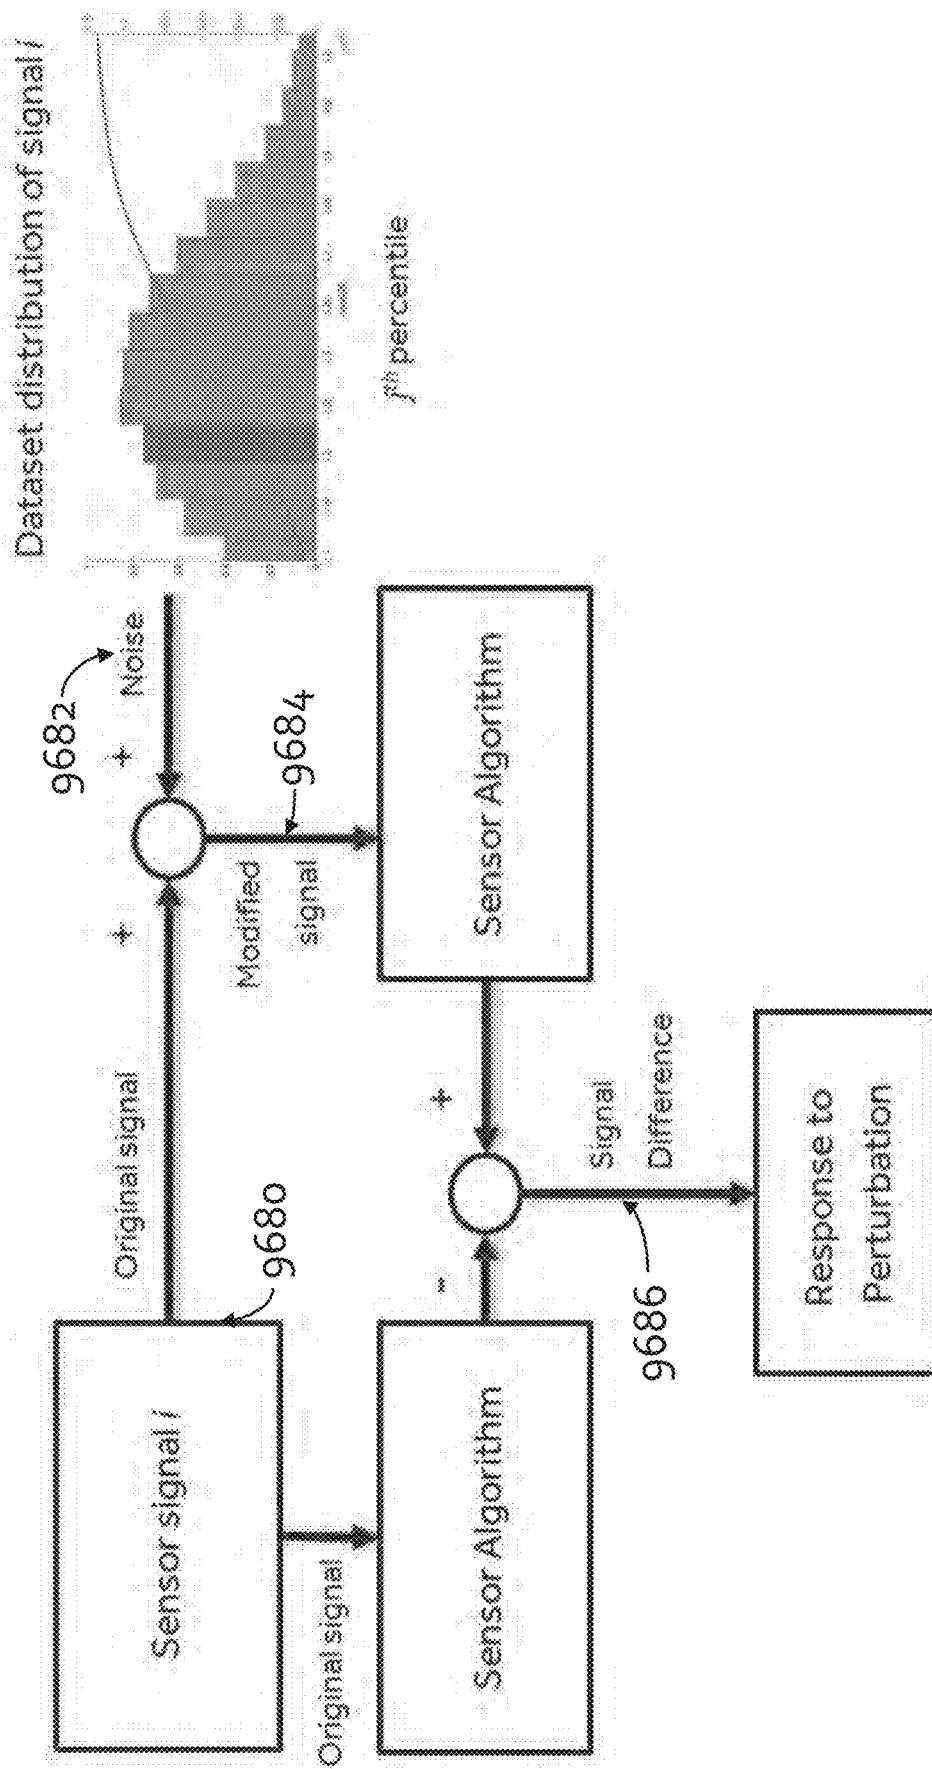 Dataset distribution of signal i
jth percentile
9682
Noise
+
+
Original signal
Sensor signal i
9680
Modified
signal
9684
Original signal
Sensor Algorithm
Sensor Algorithm
-
+
9686
Signal
Difference
Response to
Perturbation